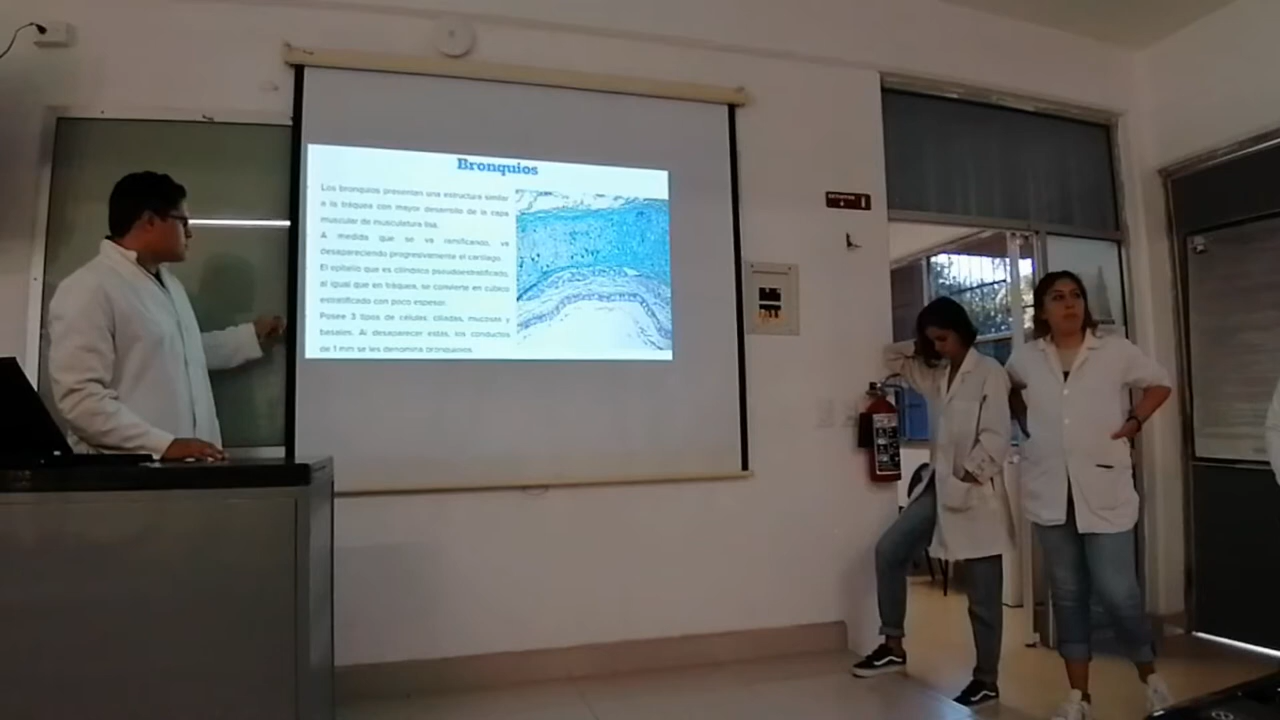 Bronquios
Los bronquios presentan una estructura similar
a la tráquea con mayor desarrollo de la capa
muscular de musculatura lisa.
A medida que se va ramificando, va
desapareciendo progresivamente el cartílago.
El epitelio que es cilíndrico pseudoestratificado,
al igual que en tráquea, se convierte en cúbico
estratificado con poco espesor.
Posee 3 tipos de células: ciliadas, mucosas y
basales. Al desaparecer estas, los conductos
de 1 mm se les denomina bronquiolos.
EXTINTOR